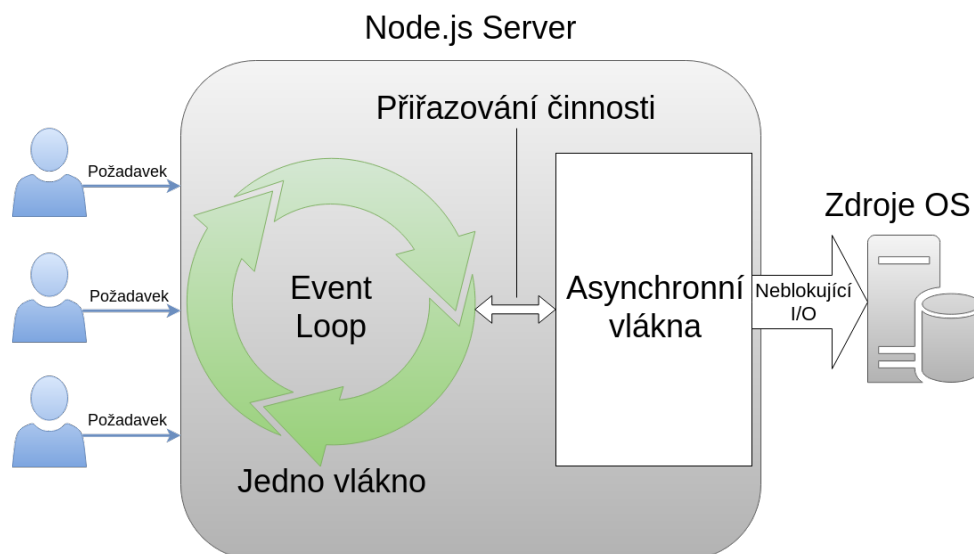 Node.js Server
Přiřazování činnosti
Požadavek
Požadavek
Požadavek
Event
Loop
Jedno vlákno
Asynchronní
vlákna
Neblokující
I/O
Zdroje OS